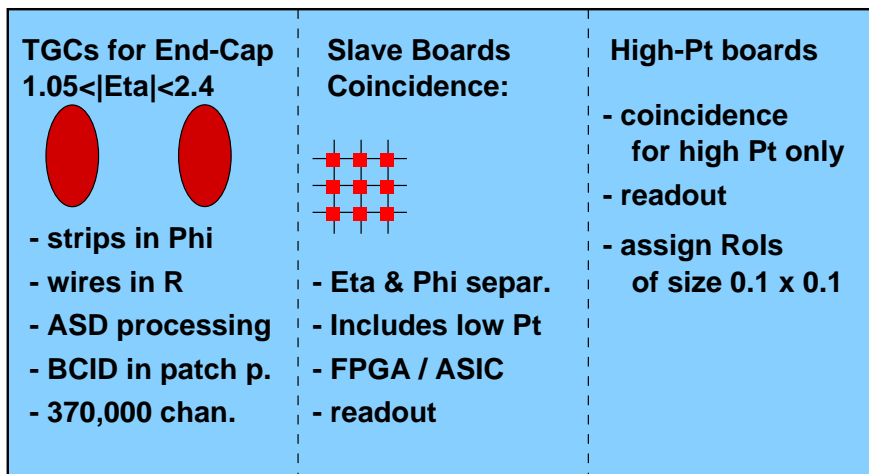 TGCs for End-Cap
1.05<|Eta|<2.4
- strips in Phi
- wires in R
- ASD processing
- BCID in patch p.
- 370,000 chan.
Slave Boards
Coincidence:
- Eta & Phi separ.
- Includes low Pt
- FPGA / ASIC
- readout
High-Pt boards
- coincidence
for high Pt only
- readout
- assign RoIs
of size 0.1 x 0.1